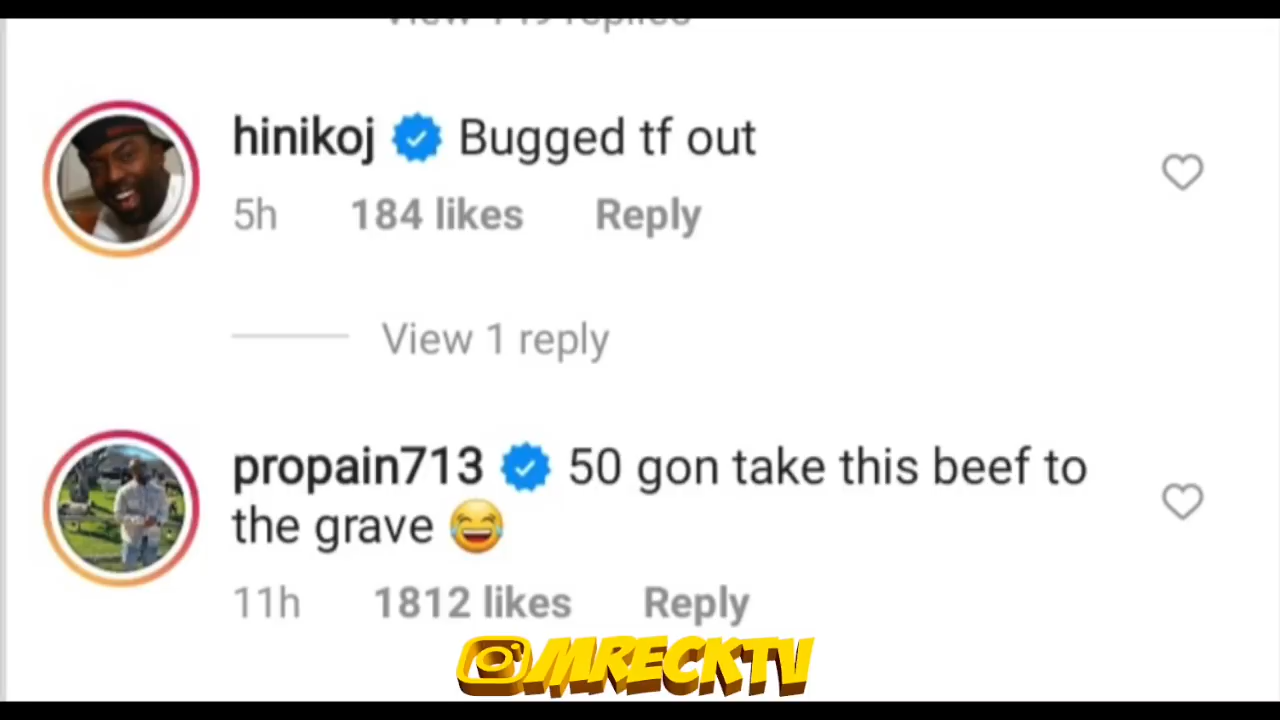 hinikoj Bugged tf out
5h 184 likes Reply
View 1 reply
propain713 50 gon take this beef to
the grave 😂
11h 1812 likes Reply
MRECKTV